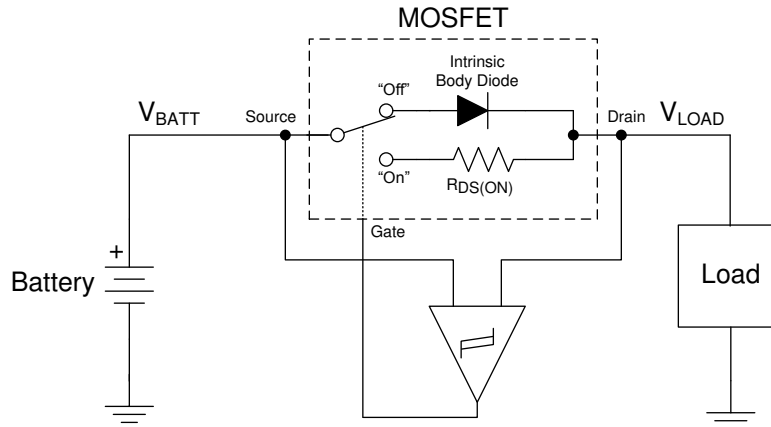 MOSFET
Intrinsic
Body Diode
“Off”
VBATT
Source
Drain
VLOAD
“On”
RDS(ON)
Gate
+
Battery
Load